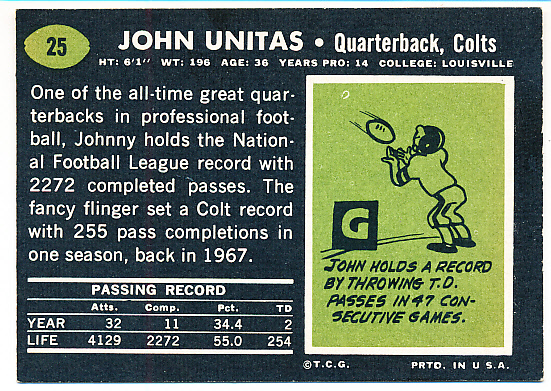 25
JOHN UNITAS • Quarterback, Colts
HT: 6'1" WT: 196 AGE: 36 YEARS PRO: 14 COLLEGE: LOUISVILLE
One of the all-time great quar-
terbacks in professional foot-
ball, Johnny holds the Nation-
al Football League record with
2272 completed passes. The
fancy flinger set a Colt record
with 255 pass completions in
one season, back in 1967.
PASSING RECORD
Atts. Comp. Pct. TD
YEAR 32 11 34.4 2
LIFE 4129 2272 55.0 254
G
JOHN HOLDS A RECORD
BY THROWING T.D.
PASSES IN 47 CON-
SECUTIVE GAMES.
©T.C.G. PRTD. IN U.S.A.